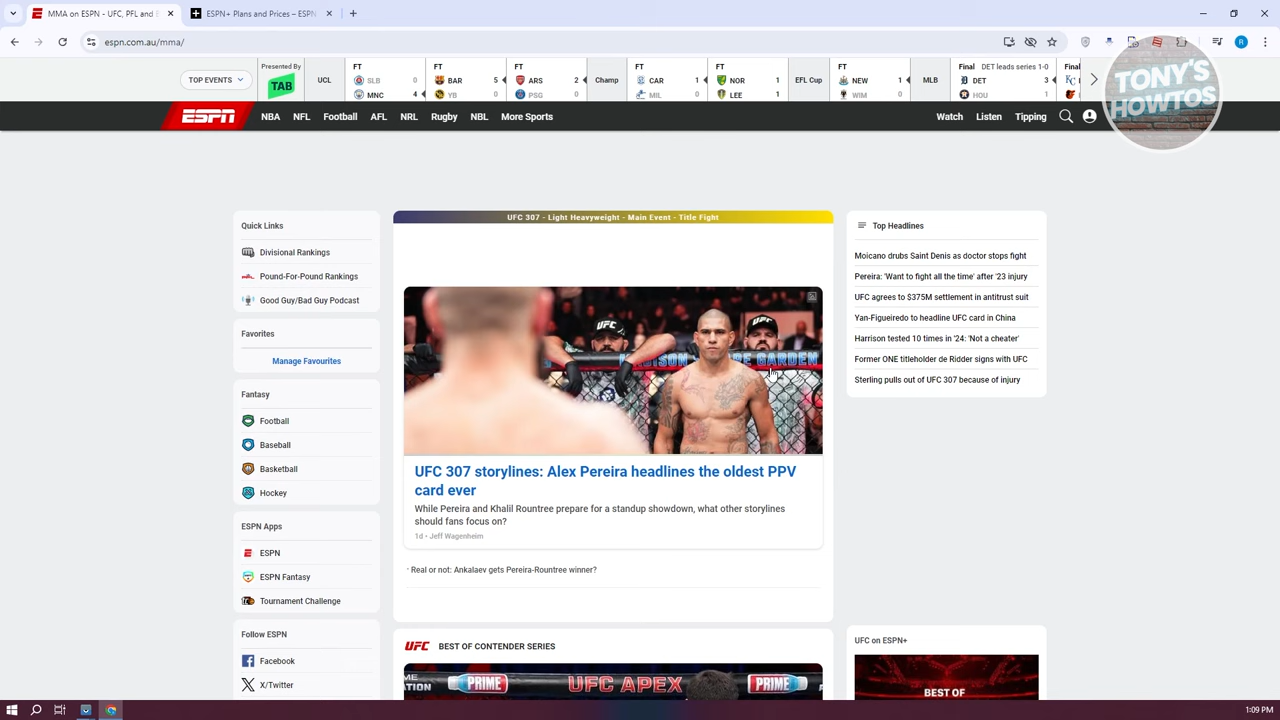 MMA on ESPN - UFC, PFL and B
ESPN+ Plans and Prices – ESPN
espn.com.au/mma/
R
TOP EVENTS
Presented By
TAB
UCL
FT
SLB 0
MNC 4
FT
BAR 5
YB 0
FT
ARS 2
PSG 0
Champ
FT
CAR 1
MIL 0
FT
NOR 1
LEE 1
EFL Cup
FT
NEW 1
WIM 0
MLB
Final DET leads series 1-0
DET 3
HOU 1
Final
TONY'S
HOWTOS
ESPN
NBA NFL Football AFL NRL Rugby NBL More Sports
Watch Listen Tipping
Quick Links
Divisional Rankings
Pound-For-Pound Rankings
Good Guy/Bad Guy Podcast
Favorites
Manage Favourites
Fantasy
Football
Baseball
Basketball
Hockey
ESPN Apps
ESPN
ESPN Fantasy
Tournament Challenge
Follow ESPN
Facebook
X/Twitter
UFC 307 - Light Heavyweight - Main Event - Title Fight
UFC
UFC
GARDEN
UFC 307 storylines: Alex Pereira headlines the oldest PPV
card ever
While Pereira and Khalil Rountree prepare for a standup showdown, what other storylines
should fans focus on?
1d • Jeff Wagenheim
Real or not: Ankalaev gets Pereira-Rountree winner?
UFC BEST OF CONTENDER SERIES
PRIME UFC APEX PRIME
Top Headlines
Moicano drubs Saint Denis as doctor stops fight
Pereira: 'Want to fight all the time' after '23 injury
UFC agrees to $375M settlement in antitrust suit
Yan-Figueiredo to headline UFC card in China
Harrison tested 10 times in '24: 'Not a cheater'
Former ONE titleholder de Ridder signs with UFC
Sterling pulls out of UFC 307 because of injury
UFC on ESPN+
BEST OF
1:09 PM